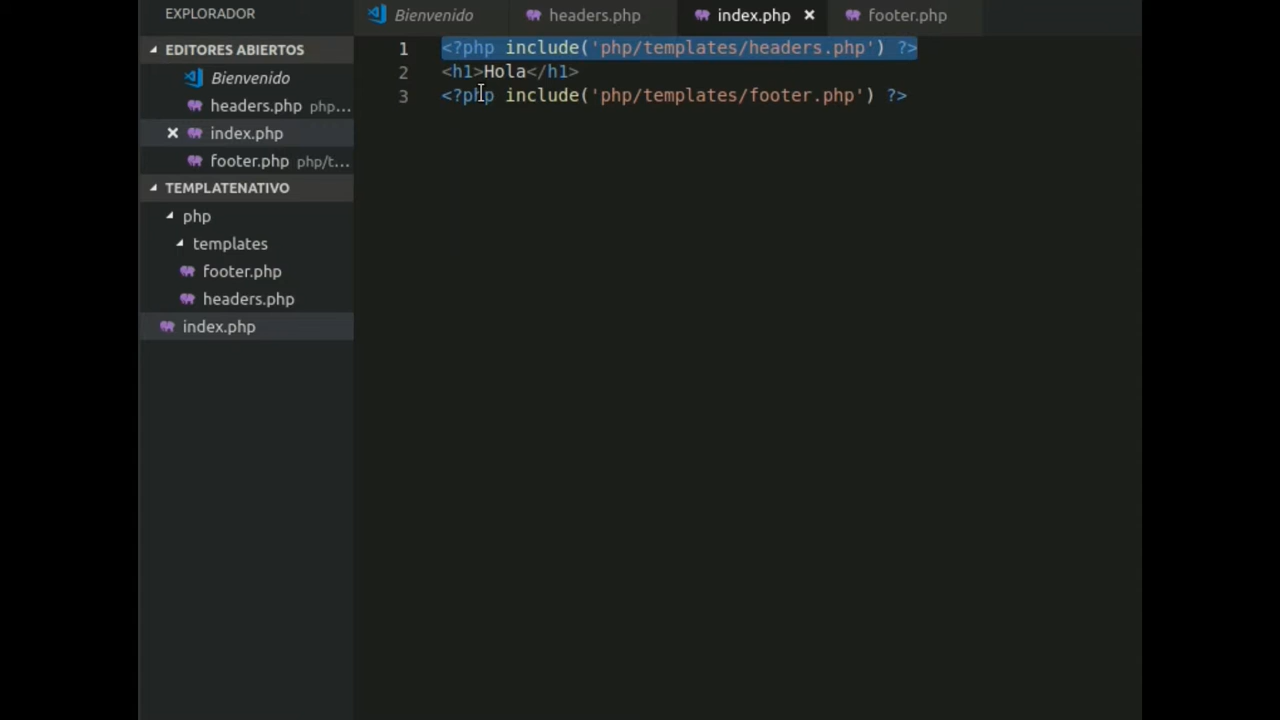 EXPLORADOR
Bienvenido
headers.php
index.php
footer.php
EDITORES ABIERTOS
Bienvenido
headers.php php...
index.php
footer.php php/t...
TEMPLATENATIVO
php
templates
footer.php
headers.php
index.php
1 <?php include('php/templates/headers.php') ?>
2 <h1>Hola</h1>
3 <?php include('php/templates/footer.php') ?>